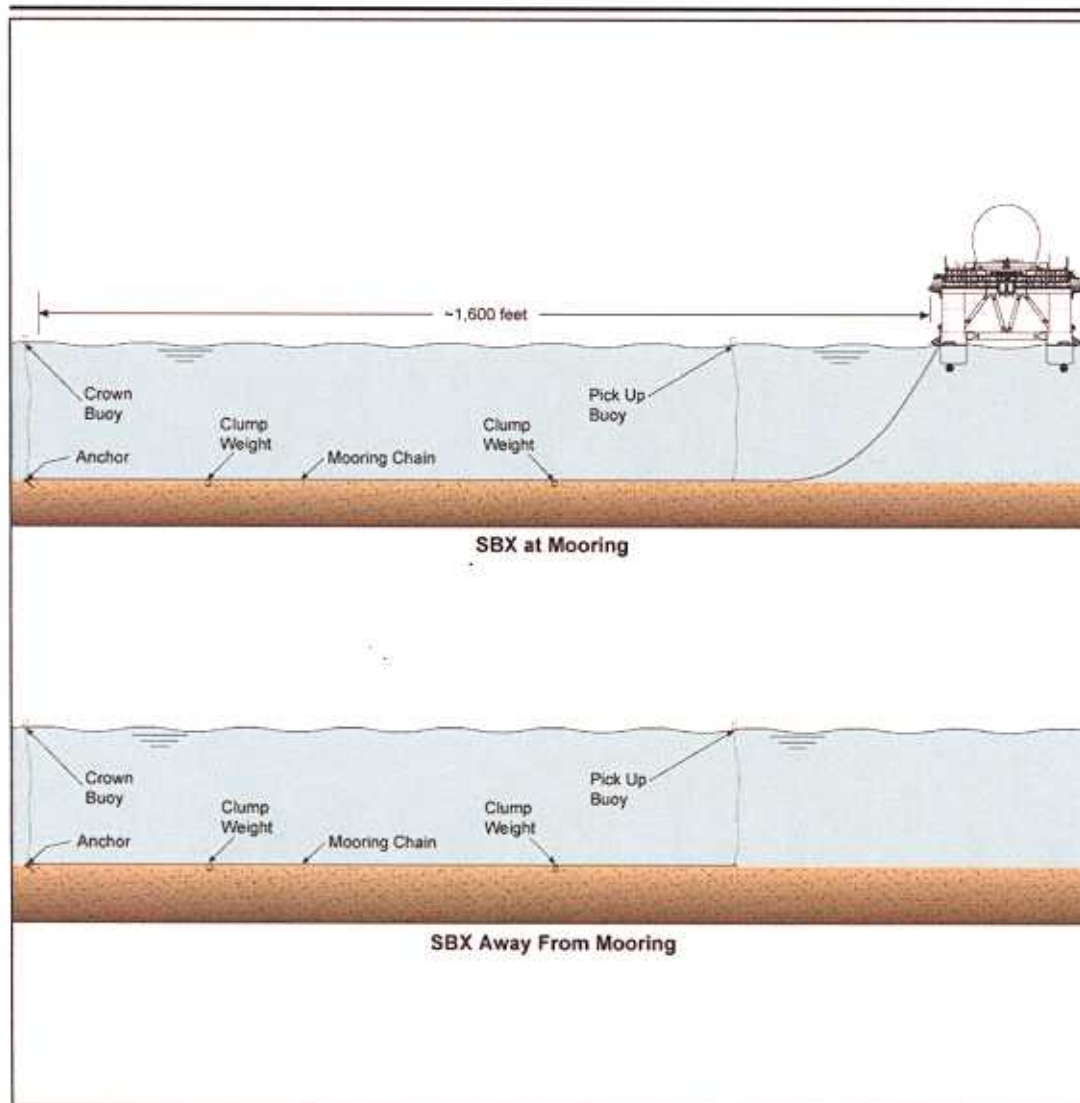 ~1,600 feet
Crown
Buoy
Pick Up
Buoy
Clump
Weight
Clump
Weight
Anchor
Mooring Chain
SBX at Mooring
Crown
Buoy
Pick Up
Buoy
Clump
Weight
Clump
Weight
Anchor
Mooring Chain
SBX Away From Mooring